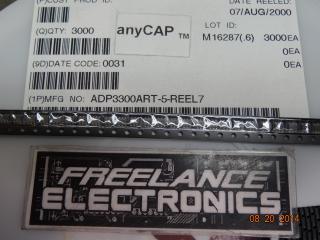 (P)CUST PROD ID:
DATE REELED:
07/AUG/2000
(Q)QTY: 3000
anyCAP ™
LOT ID:
M16287(.6) 3000EA
0EA
0EA
(9D)DATE CODE: 0031
(1P)MFG NO: ADP3300ART-5-REEL7
FREELANCE
ELECTRONICS
08 20 2014